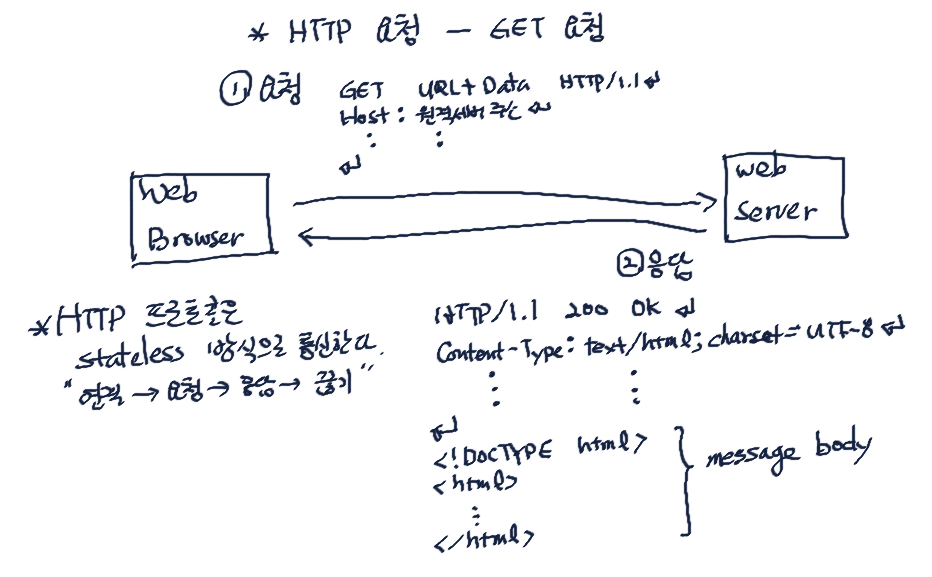 * HTTP 요청 - GET 요청
① 요청 GET URL+Data HTTP/1.1↵
Host : 원격서버 주소↵
: :
↵
Web
Browser
web
Server
② 응답
HTTP/1.1 200 OK ↵
Content-Type: text/html; charset=UTF-8 ↵
⋮ ⋮
↵
<!DOCTYPE html>
<html>
⋮
</html>
message body
* HTTP 프로토콜은
stateless 방식으로 통신한다.
"연결→요청→응답→끊기"